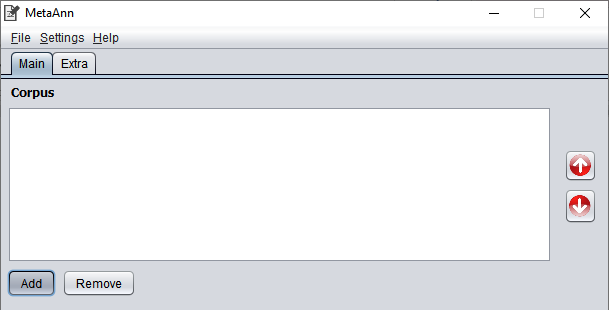 MetaAnn
File Settings Help
Main Extra
Corpus
Add Remove